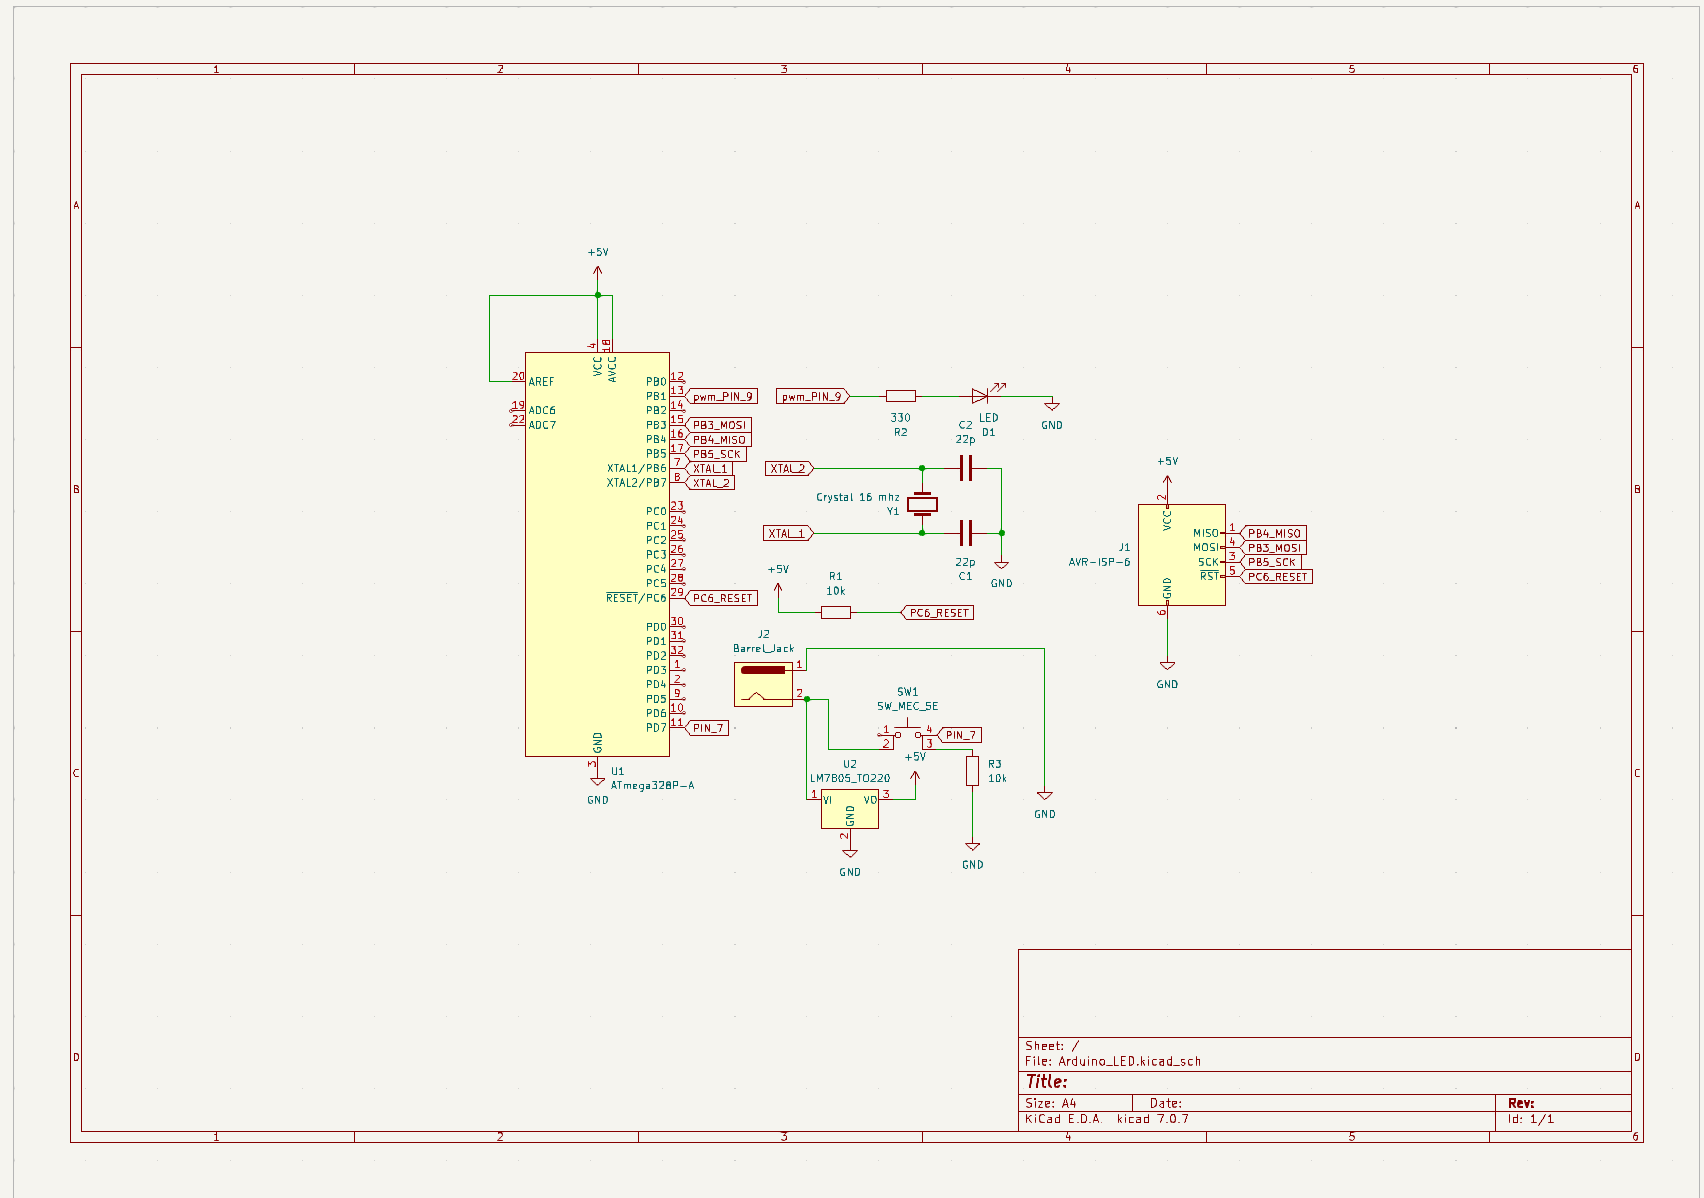 1 2 3 4 5 6
A A
+5V
4 18
VCC AVCC
20 AREF
19 ADC6
22 ADC7
PB0 12
PB1 13 pwm_PIN_9
PB2 14
PB3 15 PB3_MOSI
PB4 16 PB4_MISO
PB5 17 PB5_SCK
XTAL1/PB6 7 XTAL_1
XTAL2/PB7 8 XTAL_2
PC0 23
PC1 24
PC2 25
PC3 26
PC4 27
PC5 28
RESET/PC6 29 PC6_RESET
PD0 30
PD1 31
PD2 32
PD3 1
PD4 2
PD5 9
PD6 10
PD7 11 PIN_7
GND
3
U1
ATmega328P-A
GND
pwm_PIN_9
330
R2
LED
D1
GND
C2
22p
XTAL_2
Crystal 16 mhz
Y1
XTAL_1
22p
C1
GND
+5V
R1
10k
PC6_RESET
J2
Barrel_Jack
1
2
SW1
SW_MEC_5E
1 4 PIN_7
2 3
+5V
U2
LM7805_TO220
1 VI VO 3
GND
2
GND
R3
10k
GND
GND
B B
+5V
2
VCC
J1
AVR-ISP-6
MISO 1 PB4_MISO
MOSI 4 PB3_MOSI
SCK 3 PB5_SCK
RST 5 PC6_RESET
GND
6
GND
C C
D D
Sheet: /
File: Arduino_LED.kicad_sch
Title:
Size: A4 Date: Rev:
KiCad E.D.A. kicad 7.0.7 Id: 1/1
1 2 3 4 5 6